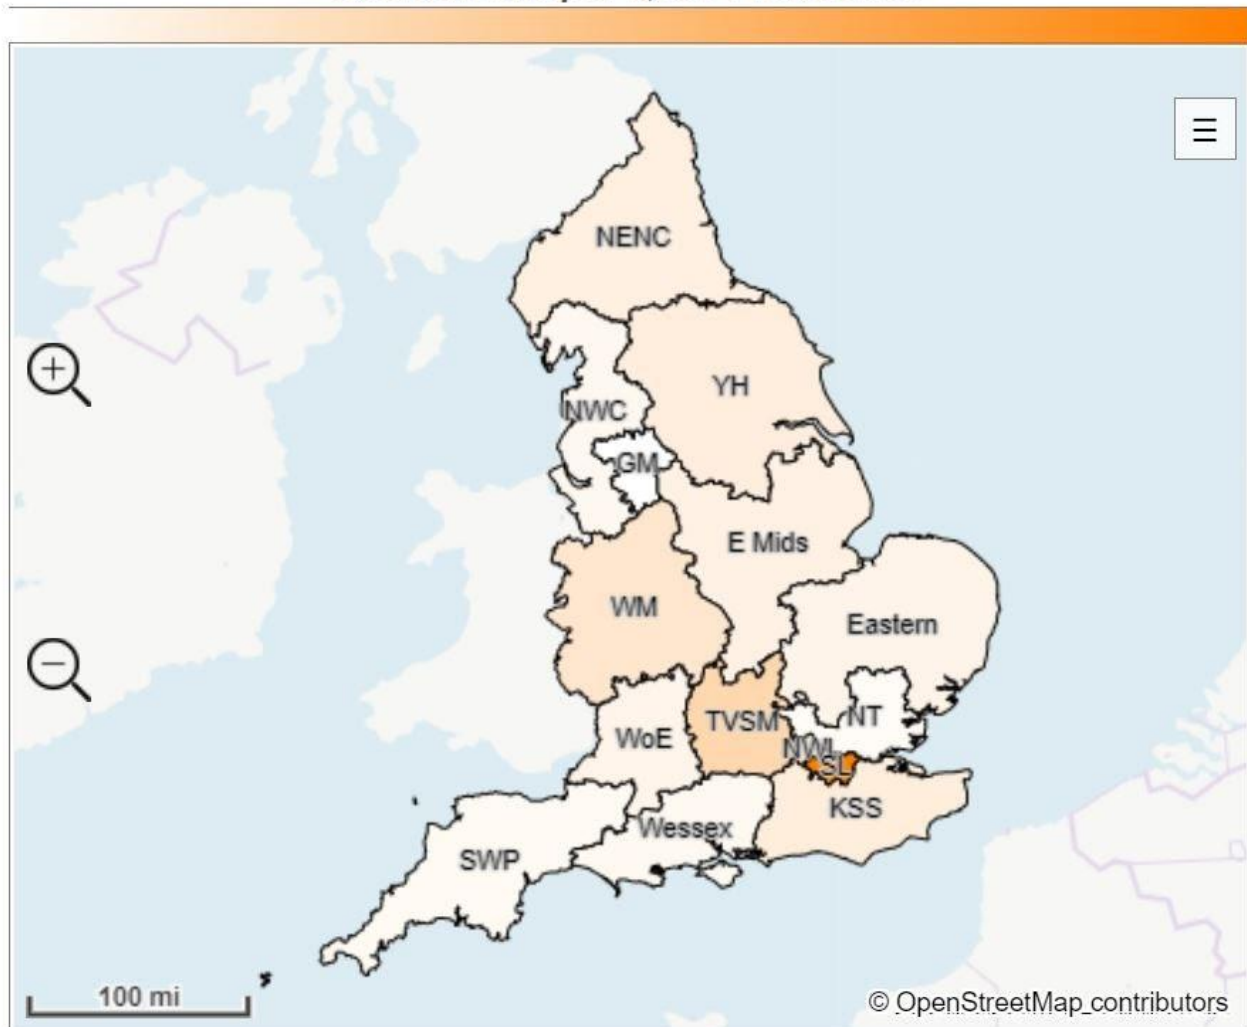 ☰
NENC
YH
NWC
GM
E Mids
WM
Eastern
TVSM
NT
WoE
NWL
SL
KSS
Wessex
SWP
100 mi
© OpenStreetMap contributors